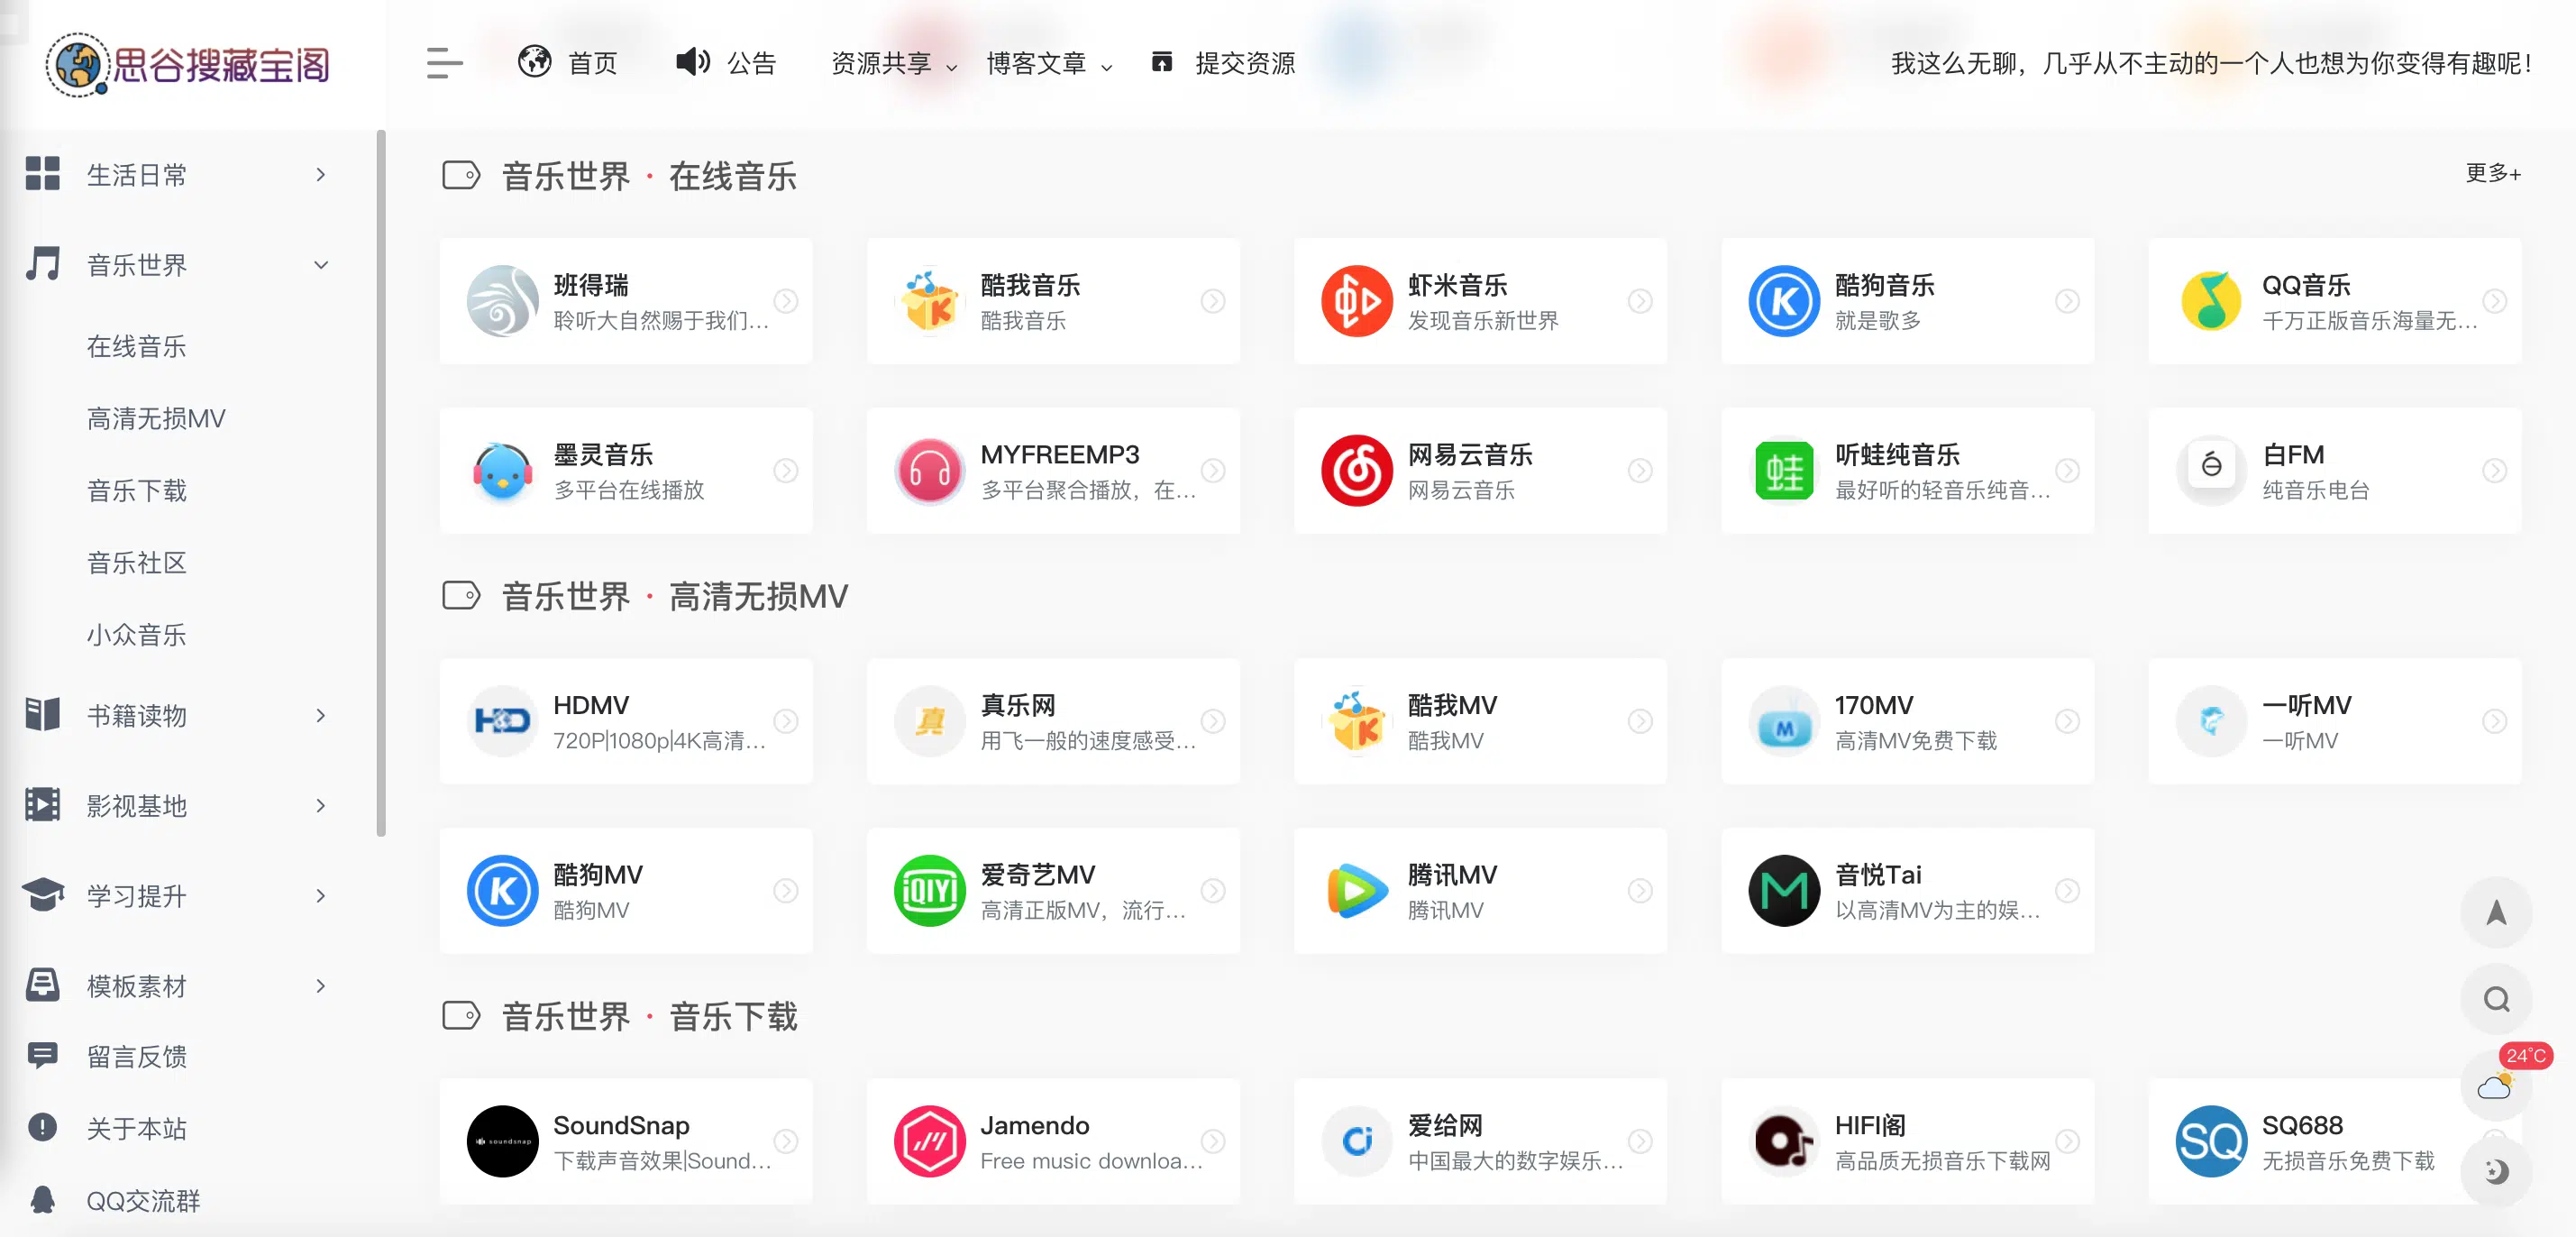 思谷搜藏宝阁
首页
公告
资源共享
博客文章
提交资源
我这么无聊，几乎从不主动的一个人也想为你变得有趣呢！
生活日常
音乐世界
在线音乐
高清无损MV
音乐下载
音乐社区
小众音乐
书籍读物
影视基地
学习提升
模板素材
留言反馈
关于本站
QQ交流群
音乐世界 · 在线音乐
更多+
班得瑞
聆听大自然赐于我们...
酷我音乐
酷我音乐
虾米音乐
发现音乐新世界
酷狗音乐
就是歌多
QQ音乐
千万正版音乐海量无...
墨灵音乐
多平台在线播放
MYFREEMP3
多平台聚合播放，在...
网易云音乐
网易云音乐
蛙
听蛙纯音乐
最好听的轻音乐纯音...
白FM
纯音乐电台
音乐世界 · 高清无损MV
HD
HDMV
720P|1080p|4K高清...
真
真乐网
用飞一般的速度感受...
酷我MV
酷我MV
M
170MV
高清MV免费下载
一听MV
一听MV
K
酷狗MV
酷狗MV
iQIYI
爱奇艺MV
高清正版MV，流行...
腾讯MV
腾讯MV
音悦Tai
以高清MV为主的娱...
音乐世界 · 音乐下载
soundsnap
SoundSnap
下载声音效果|Sound...
Jamendo
Free music downloa...
爱给网
中国最大的数字娱乐...
HIFI阁
高品质无损音乐下载网
SQ
SQ688
无损音乐免费下载
24°C